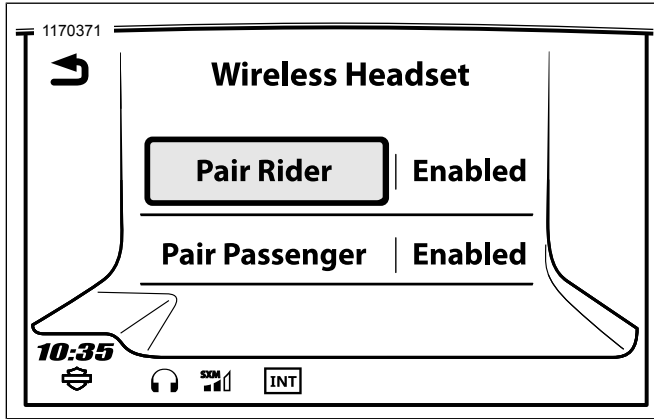 1170371
Wireless Headset
Pair Rider Enabled
Pair Passenger Enabled
10:35
SXM
INT